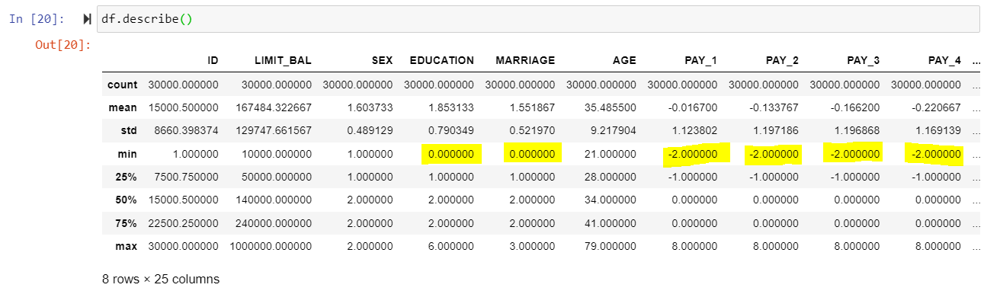 In [20]: df.describe()
Out[20]:
ID LIMIT_BAL SEX EDUCATION MARRIAGE AGE PAY_1 PAY_2 PAY_3 PAY_4 ...
count 30000.000000 30000.000000 30000.000000 30000.000000 30000.000000 30000.000000 30000.000000 30000.000000 30000.000000 30000.000000 ...
mean 15000.500000 167484.322667 1.603733 1.853133 1.551867 35.485500 -0.016700 -0.133767 -0.166200 -0.220667 ...
std 8660.398374 129747.661567 0.489129 0.790349 0.521970 9.217904 1.123802 1.197186 1.196868 1.169139 ...
min 1.000000 10000.000000 1.000000 0.000000 0.000000 21.000000 -2.000000 -2.000000 -2.000000 -2.000000 ...
25% 7500.750000 50000.000000 1.000000 1.000000 1.000000 28.000000 -1.000000 -1.000000 -1.000000 -1.000000 ...
50% 15000.500000 140000.000000 2.000000 2.000000 2.000000 34.000000 0.000000 0.000000 0.000000 0.000000 ...
75% 22500.250000 240000.000000 2.000000 2.000000 2.000000 41.000000 0.000000 0.000000 0.000000 0.000000 ...
max 30000.000000 1000000.000000 2.000000 6.000000 3.000000 79.000000 8.000000 8.000000 8.000000 8.000000 ...
8 rows × 25 columns